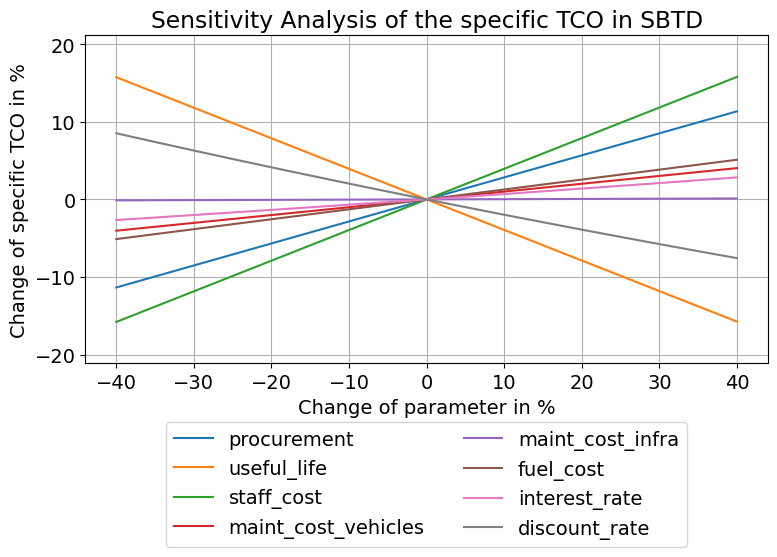 Sensitivity Analysis of the specific TCO in SBTD
Change of specific TCO in %
20
10
0
−10
−20
−40 −30 −20 −10 0 10 20 30 40
Change of parameter in %
procurement
useful_life
staff_cost
maint_cost_vehicles
maint_cost_infra
fuel_cost
interest_rate
discount_rate